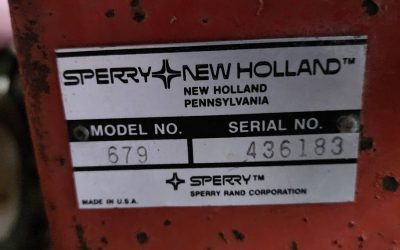 SPERRY NEW HOLLAND™
NEW HOLLAND
PENNSYLVANIA
MODEL NO. SERIAL NO.
679 436183
SPERRY™
SPERRY RAND CORPORATION
MADE IN U.S.A.